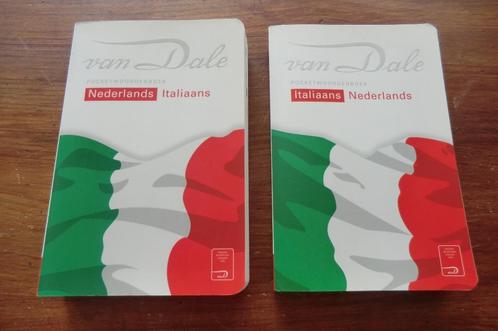 van Dale
POCKETWOORDENBOEK
Nederlands Italiaans
van Dale
POCKETWOORDENBOEK
Italiaans Nederlands